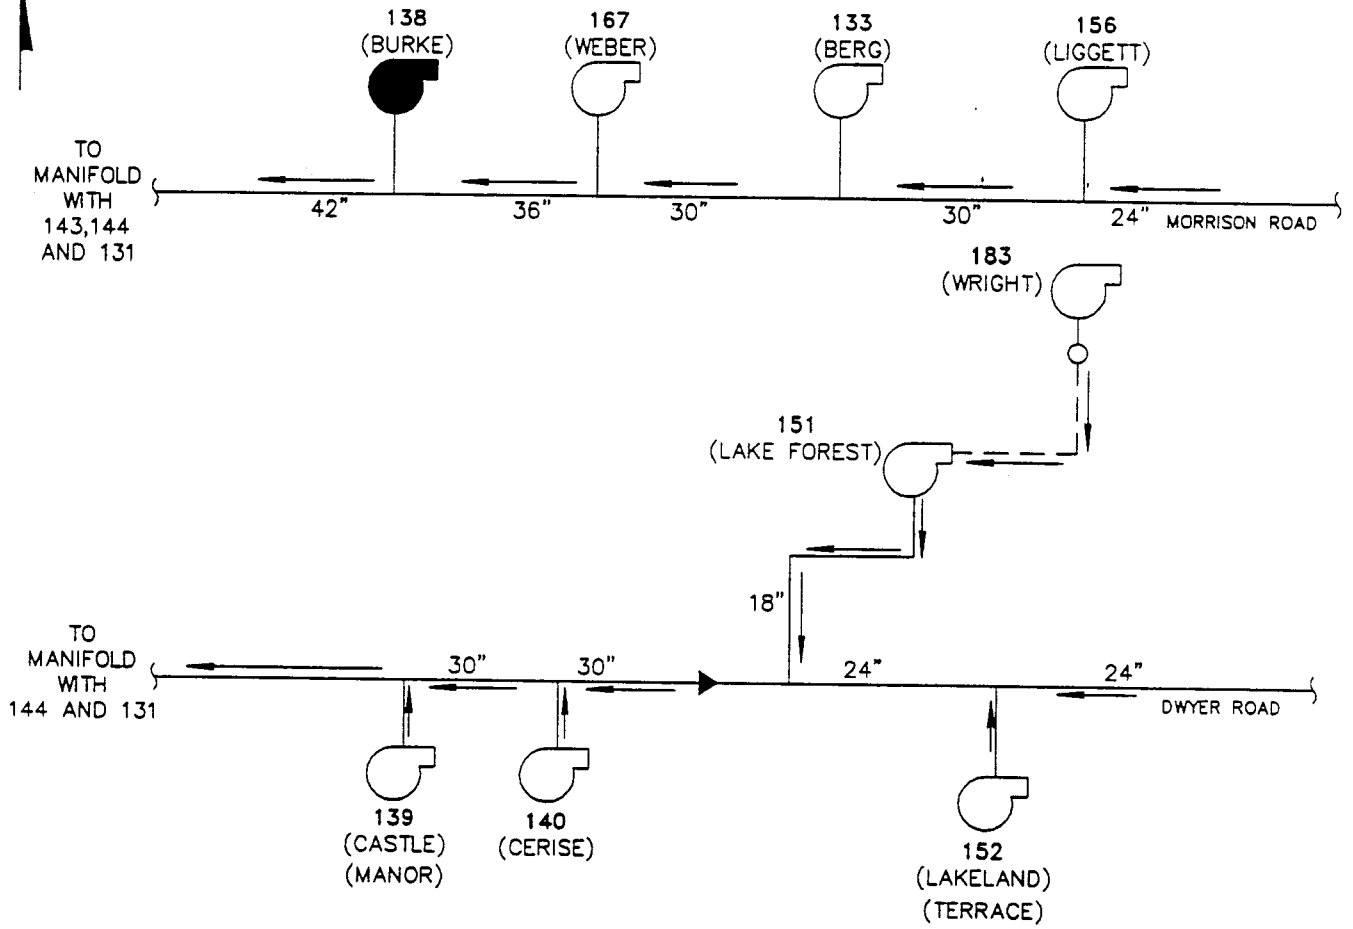 138
(BURKE)
167
(WEBER)
133
(BERG)
156
(LIGGETT)
TO
MANIFOLD
WITH
143,144
AND 131
42"
36"
30"
30"
24"
MORRISON ROAD
183
(WRIGHT)
151
(LAKE FOREST)
18"
TO
MANIFOLD
WITH
144 AND 131
30"
30"
24"
24"
DWYER ROAD
139
(CASTLE)
(MANOR)
140
(CERISE)
152
(LAKELAND)
(TERRACE)